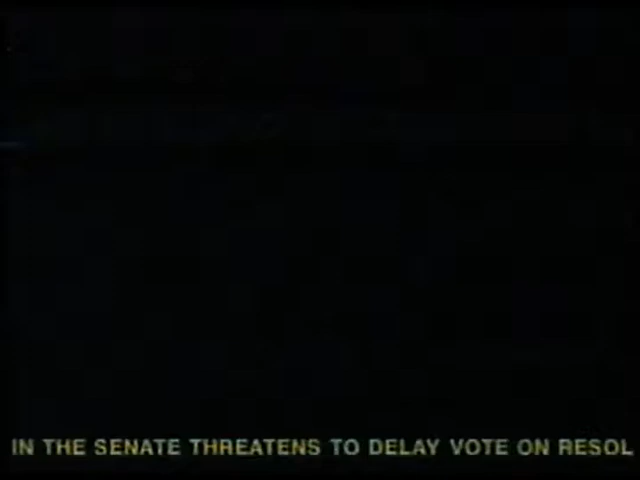 IN THE SENATE THREATENS TO DELAY VOTE ON RESOL